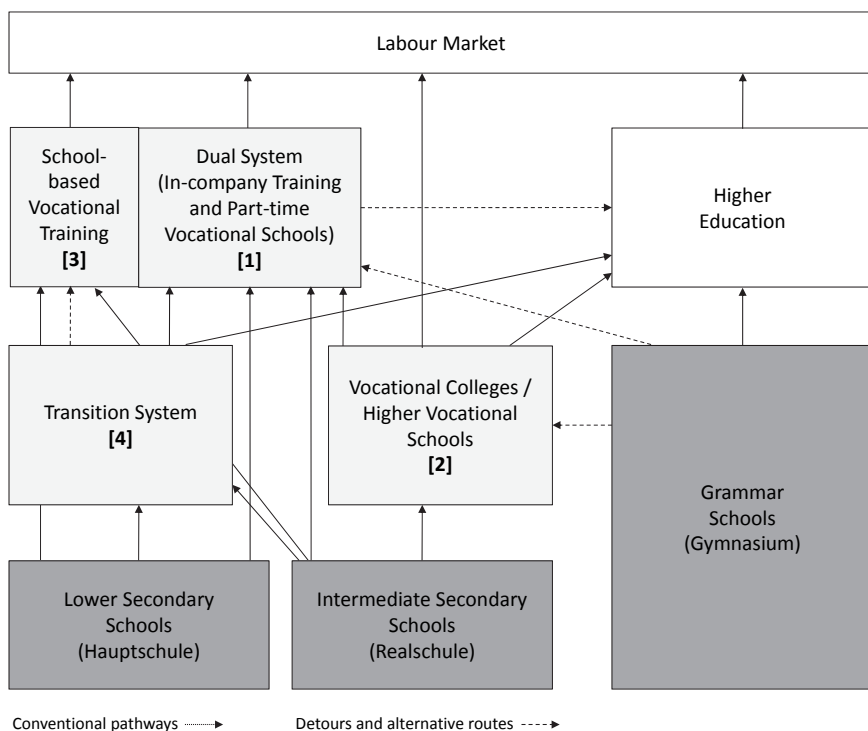 Labour Market
School-
based
Vocational
Training
[3]
Dual System
(In-company Training
and Part-time
Vocational Schools)
[1]
Higher
Education
Transition System
[4]
Vocational Colleges /
Higher Vocational
Schools
[2]
Grammar
Schools
(Gymnasium)
Lower Secondary
Schools
(Hauptschule)
Intermediate Secondary
Schools
(Realschule)
Conventional pathways
Detours and alternative routes